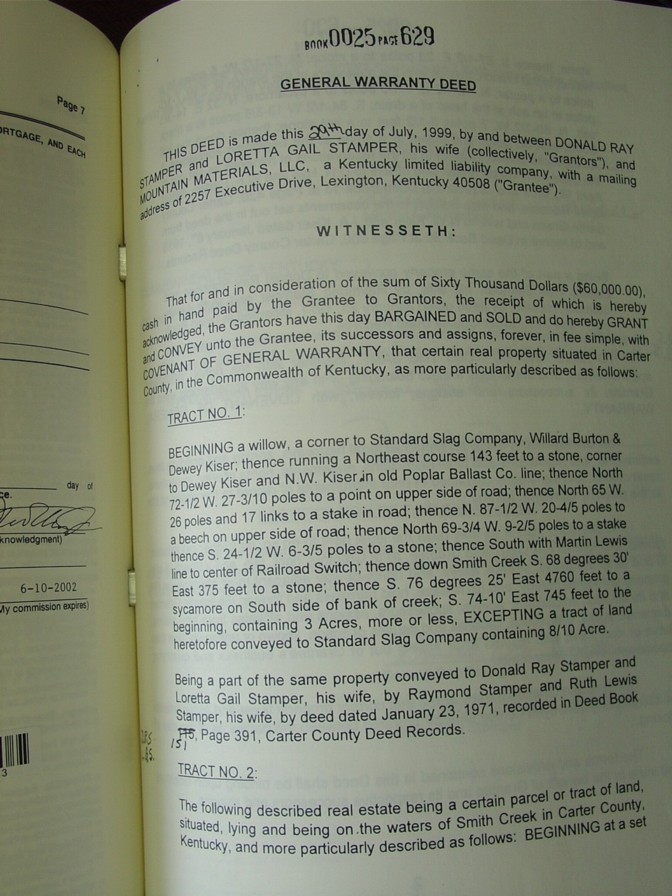 Page 7
ORTGAGE, AND EACH
day of
ce.
knowledgment)
6-10-2002
My commission expires)
3
BOOK 0025 PAGE 629
GENERAL WARRANTY DEED
THIS DEED is made this 29th day of July, 1999, by and between DONALD RAY
STAMPER and LORETTA GAIL STAMPER, his wife (collectively, "Grantors"), and
MOUNTAIN MATERIALS, LLC, a Kentucky limited liability company, with a mailing
address of 2257 Executive Drive, Lexington, Kentucky 40508 ("Grantee").
WITNESSETH:
That for and in consideration of the sum of Sixty Thousand Dollars ($60,000.00),
cash in hand paid by the Grantee to Grantors, the receipt of which is hereby
acknowledged, the Grantors have this day BARGAINED and SOLD and do hereby GRANT
and CONVEY unto the Grantee, its successors and assigns, forever, in fee simple, with
COVENANT OF GENERAL WARRANTY, that certain real property situated in Carter
County, in the Commonwealth of Kentucky, as more particularly described as follows:
TRACT NO. 1:
BEGINNING a willow, a corner to Standard Slag Company, Willard Burton &
Dewey Kiser; thence running a Northeast course 143 feet to a stone, corner
to Dewey Kiser and N.W. Kiser in old Poplar Ballast Co. line; thence North
72-1/2 W. 27-3/10 poles to a point on upper side of road; thence North 65 W.
26 poles and 17 links to a stake in road; thence N. 87-1/2 W. 20-4/5 poles to
a beech on upper side of road; thence North 69-3/4 W. 9-2/5 poles to a stake
thence S. 24-1/2 W. 6-3/5 poles to a stone; thence South with Martin Lewis
line to center of Railroad Switch; thence down Smith Creek S. 68 degrees 30'
East 375 feet to a stone; thence S. 76 degrees 25' East 4760 feet to a
sycamore on South side of bank of creek; S. 74-10' East 745 feet to the
beginning, containing 3 Acres, more or less, EXCEPTING a tract of land
heretofore conveyed to Standard Slag Company containing 8/10 Acre.
Being a part of the same property conveyed to Donald Ray Stamper and
Loretta Gail Stamper, his wife, by Raymond Stamper and Ruth Lewis
Stamper, his wife, by deed dated January 23, 1971, recorded in Deed Book
151, Page 391, Carter County Deed Records.
TRACT NO. 2:
The following described real estate being a certain parcel or tract of land,
situated, lying and being on the waters of Smith Creek in Carter County,
Kentucky, and more particularly described as follows: BEGINNING at a set